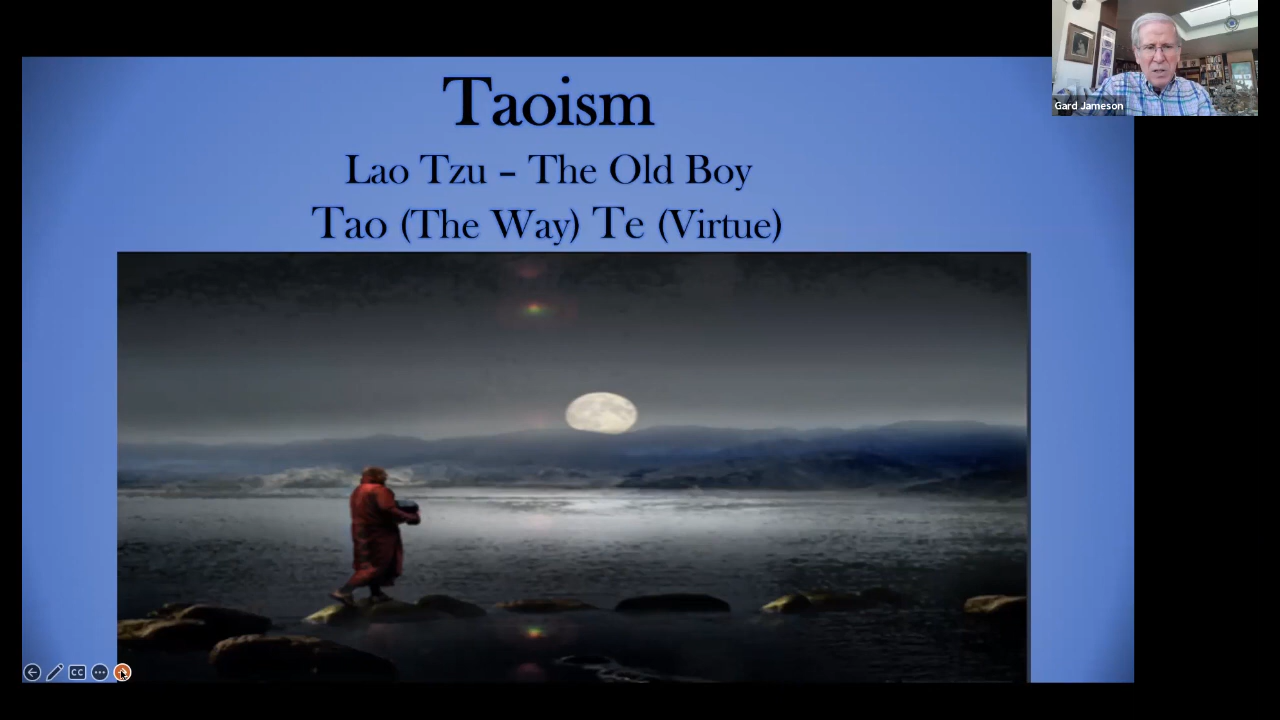 Taoism
Lao Tzu – The Old Boy
Tao (The Way) Te (Virtue)
Gard Jameson
CC